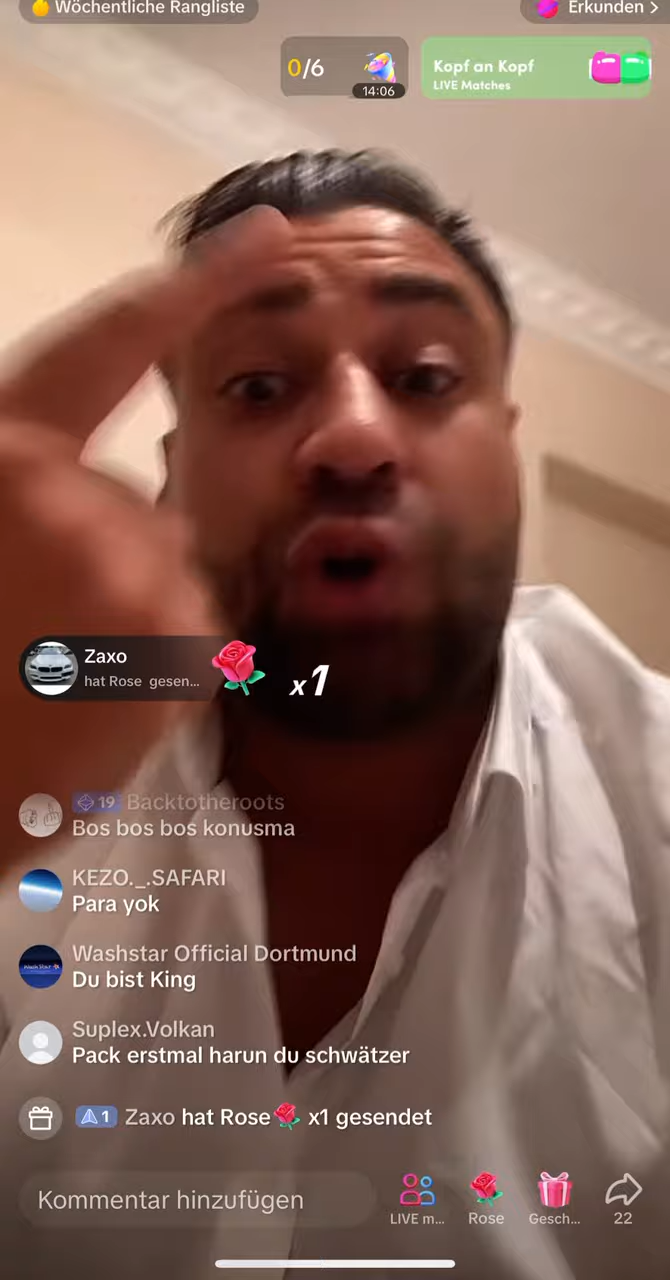 Wöchentliche Rangliste
Erkunden >
0/6
14:06
Kopf an Kopf
LIVE Matches
Zaxo
hat Rose gesen...
x1
19 Backtotheroots
Bos bos bos konusma
KEZO._.SAFARI
Para yok
Washstar Official Dortmund
Du bist King
Suplex.Volkan
Pack erstmal harun du schwätzer
1 Zaxo hat Rose x1 gesendet
Kommentar hinzufügen
LIVE m...
Rose
Gesch...
22